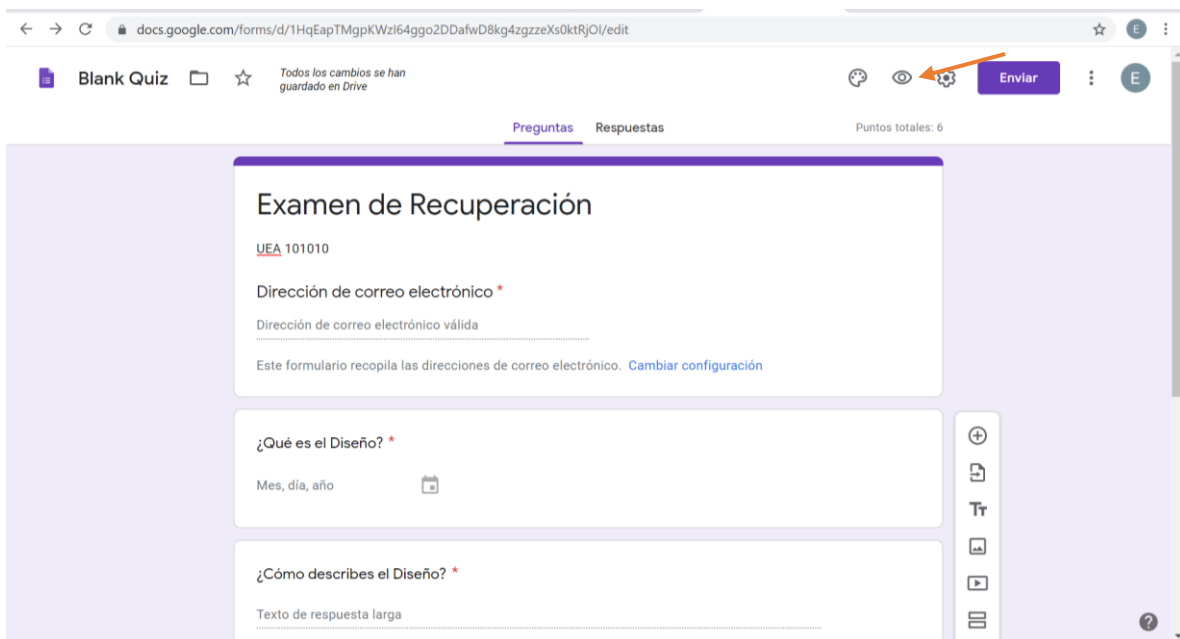 docs.google.com/forms/d/1HqEapTMgpKWzI64ggo2DDafwD8kg4zgzzeXs0ktRjOI/edit
E
Blank Quiz
Todos los cambios se han
guardado en Drive
Enviar
E
Preguntas Respuestas
Puntos totales: 6
Examen de Recuperación
UEA 101010
Dirección de correo electrónico *
Dirección de correo electrónico válida
Este formulario recopila las direcciones de correo electrónico. Cambiar configuración
¿Qué es el Diseño? *
Mes, día, año
Tт
¿Cómo describes el Diseño? *
Texto de respuesta larga